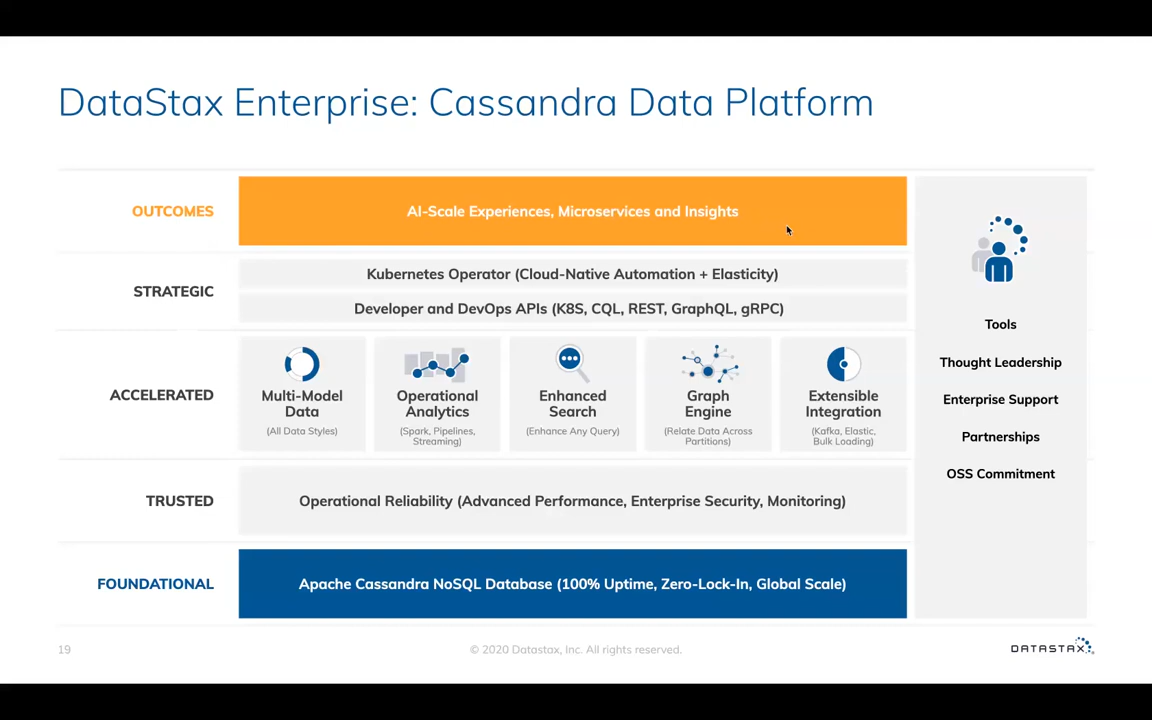 DataStax Enterprise: Cassandra Data Platform
OUTCOMES
AI-Scale Experiences, Microservices and Insights
STRATEGIC
Kubernetes Operator (Cloud-Native Automation + Elasticity)
Developer and DevOps APIs (K8S, CQL, REST, GraphQL, gRPC)
ACCELERATED
Multi-Model
Data
(All Data Styles)
Operational
Analytics
(Spark, Pipelines,
Streaming)
Enhanced
Search
(Enhance Any Query)
Graph
Engine
(Relate Data Across
Partitions)
Extensible
Integration
(Kafka, Elastic,
Bulk Loading)
TRUSTED
Operational Reliability (Advanced Performance, Enterprise Security, Monitoring)
FOUNDATIONAL
Apache Cassandra NoSQL Database (100% Uptime, Zero-Lock-In, Global Scale)
Tools
Thought Leadership
Enterprise Support
Partnerships
OSS Commitment
19
© 2020 Datastax, Inc. All rights reserved.
DATASTAX